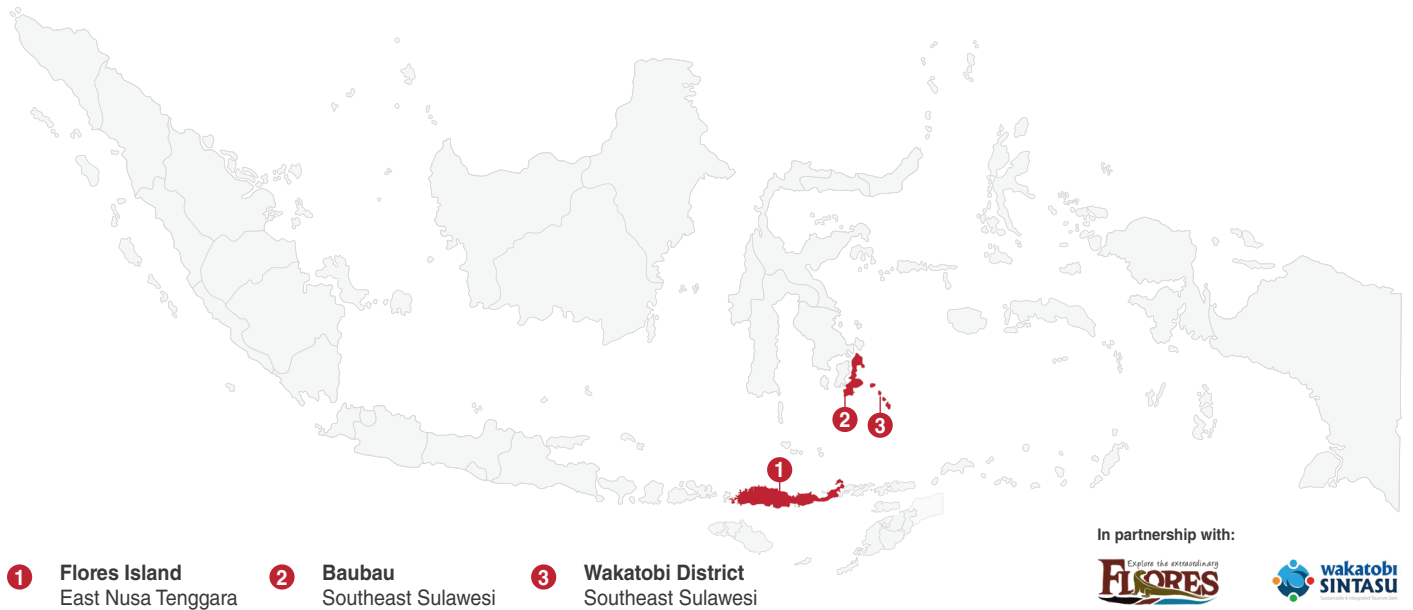 1
2
3
1 Flores Island
East Nusa Tenggara
2 Baubau
Southeast Sulawesi
3 Wakatobi District
Southeast Sulawesi
In partnership with:
Explore the extraordinary
FLORES
wakatobi
SINTASU